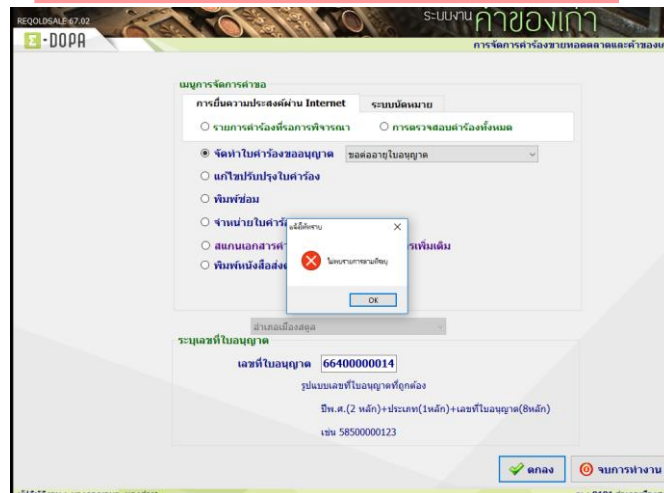 REQOLDSALE 67.02
ระบบงาน ค้าของเก่า
Σ-DOPA
การจัดการคำร้องขายทอดตลาดและค้าของเ
เมนูการจัดการคำขอ
การยื่นความประสงค์ผ่าน Internet ระบบนัดหมาย
รายการคำร้องที่รอการพิจารณา การตรวจสอบคำร้องทั้งหมด
จัดทำใบคำร้องขออนุญาต ขอต่ออายุใบอนุญาต
แก้ไขปรับปรุงใบคำร้อง
พิมพ์ซ่อม
จำหน่ายใบคำร้
แจ้งให้ทราบ
สแกนเอกสารคำ รเพิ่มเติม
ไม่พบรายการตามที่ระบุ
พิมพ์หนังสือส่ง
OK
อำเภอเมืองสตูล
ระบุเลขที่ใบอนุญาต
เลขที่ใบอนุญาต 66400000014
รูปแบบเลขที่ใบอนุญาตที่ถูกต้อง
ปีพ.ศ.(2 หลัก)+ประเภท(1หลัก)+เลขที่ใบอนุญาต(8หลัก)
เช่น 58500000123
ตกลง จบการทำงาน